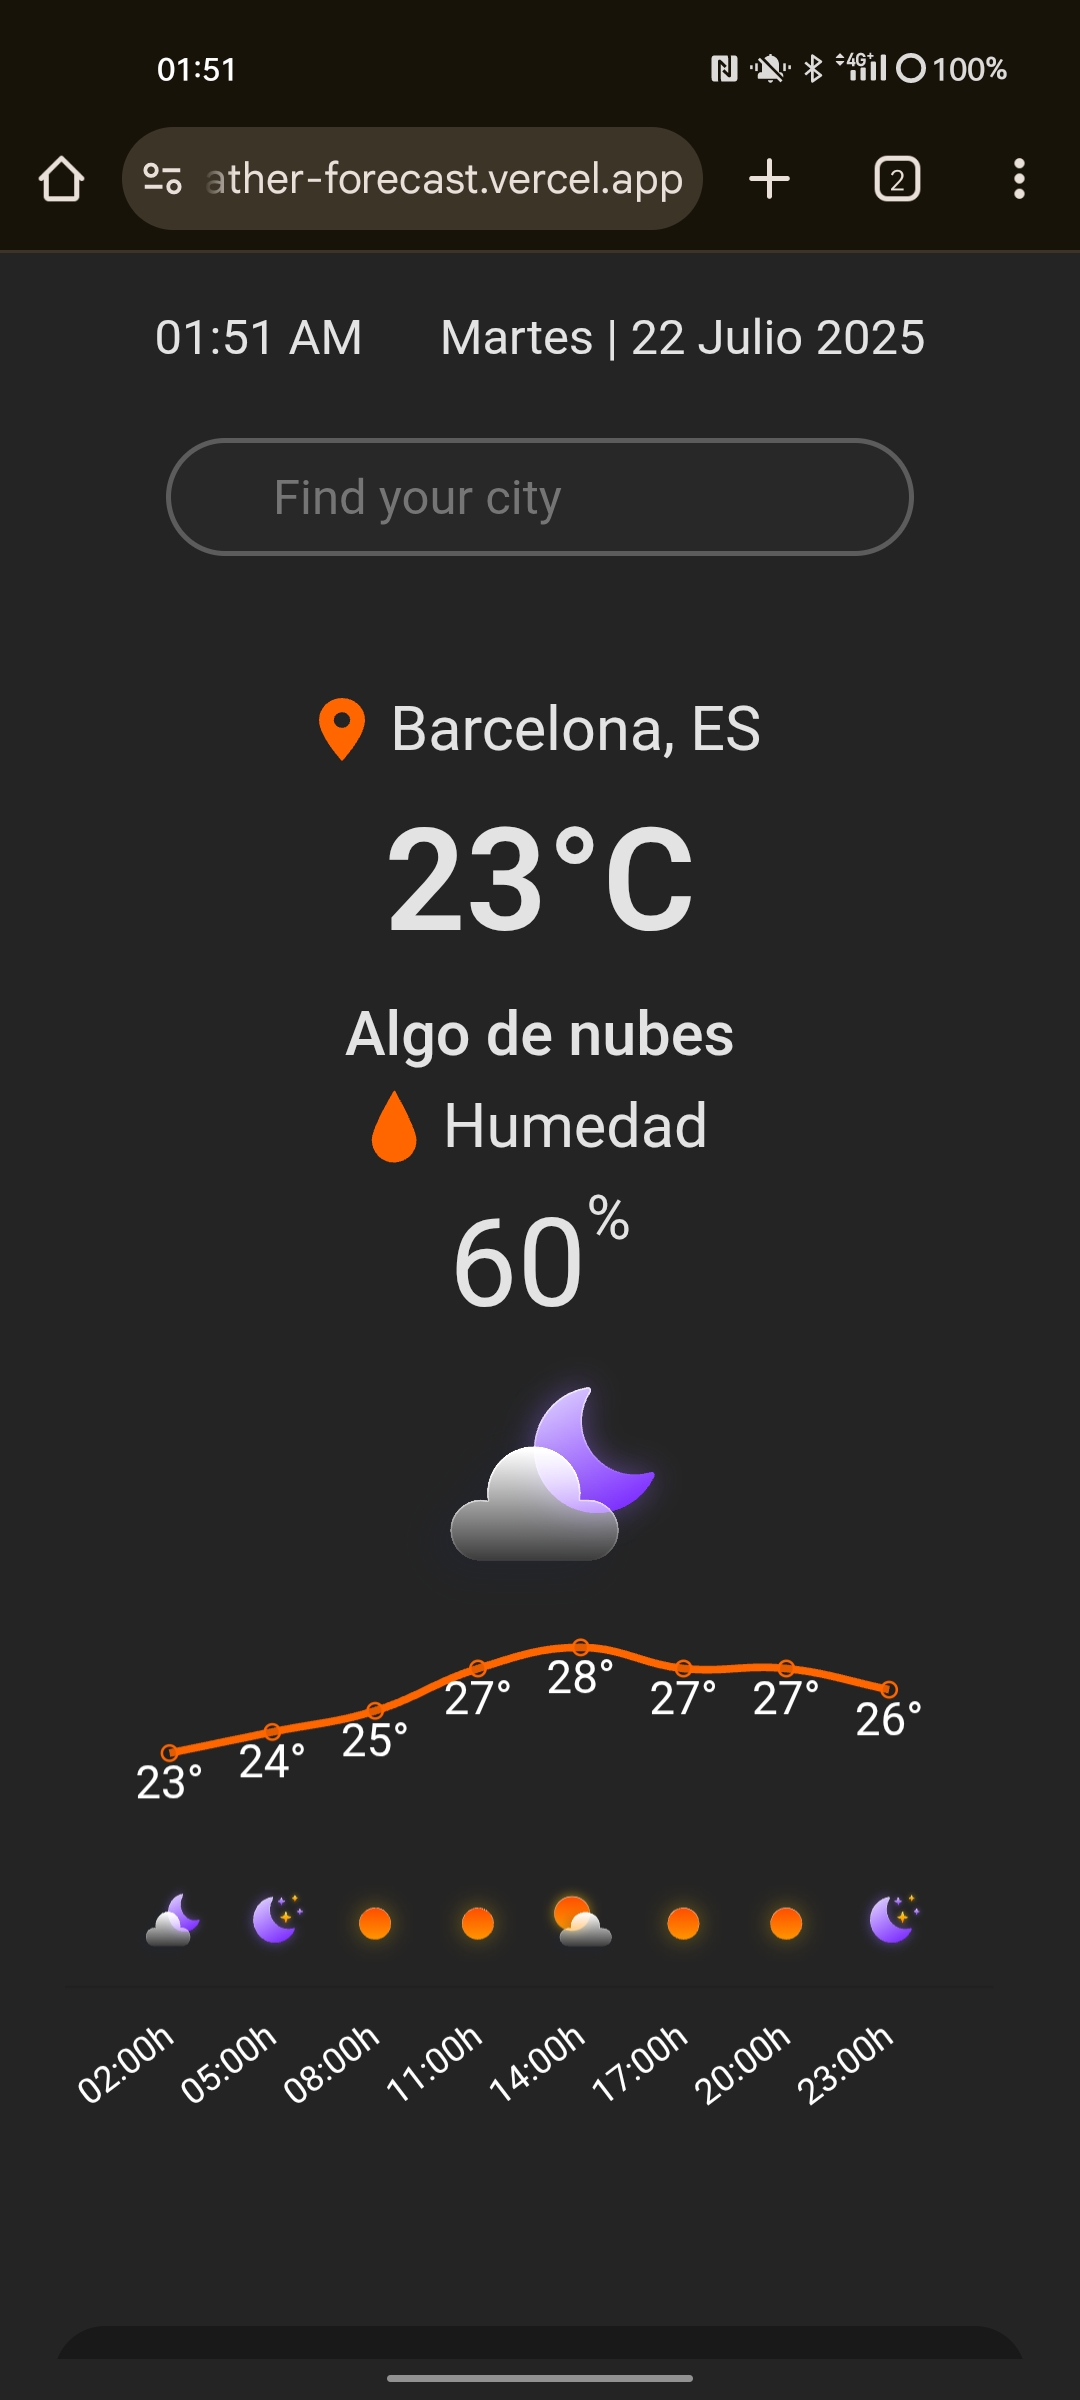 01:51 4G+ 100%
ather-forecast.vercel.app 2
01:51 AM Martes | 22 Julio 2025
Find your city
Barcelona, ES
23°C
Algo de nubes
Humedad
60%
23° 24° 25° 27° 28° 27° 27° 26°
02:00h 05:00h 08:00h 11:00h 14:00h 17:00h 20:00h 23:00h